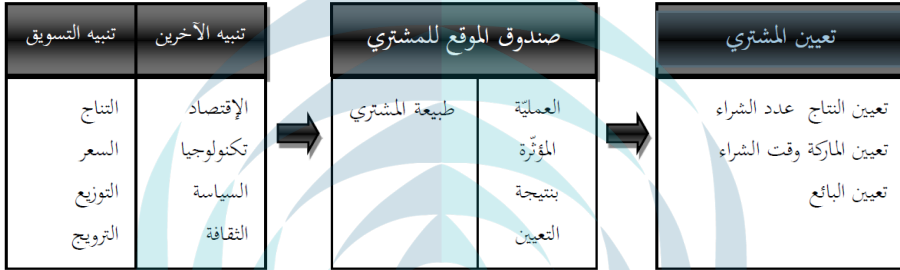 تنبيه التسويق
تنبيه الآخرين
التناج
السعر
التوزيع
الترويج
الإقتصاد
تكنولوجيا
السياسة
الثقافة
صندوق الموقع للمشتري
طبيعة المشتري
العمليّة
المؤثّرة
بنتيجة
التعيين
تعيين المشتري
تعيين النتاج عدد الشراء
تعيين الماركة وقت الشراء
تعيين البائع